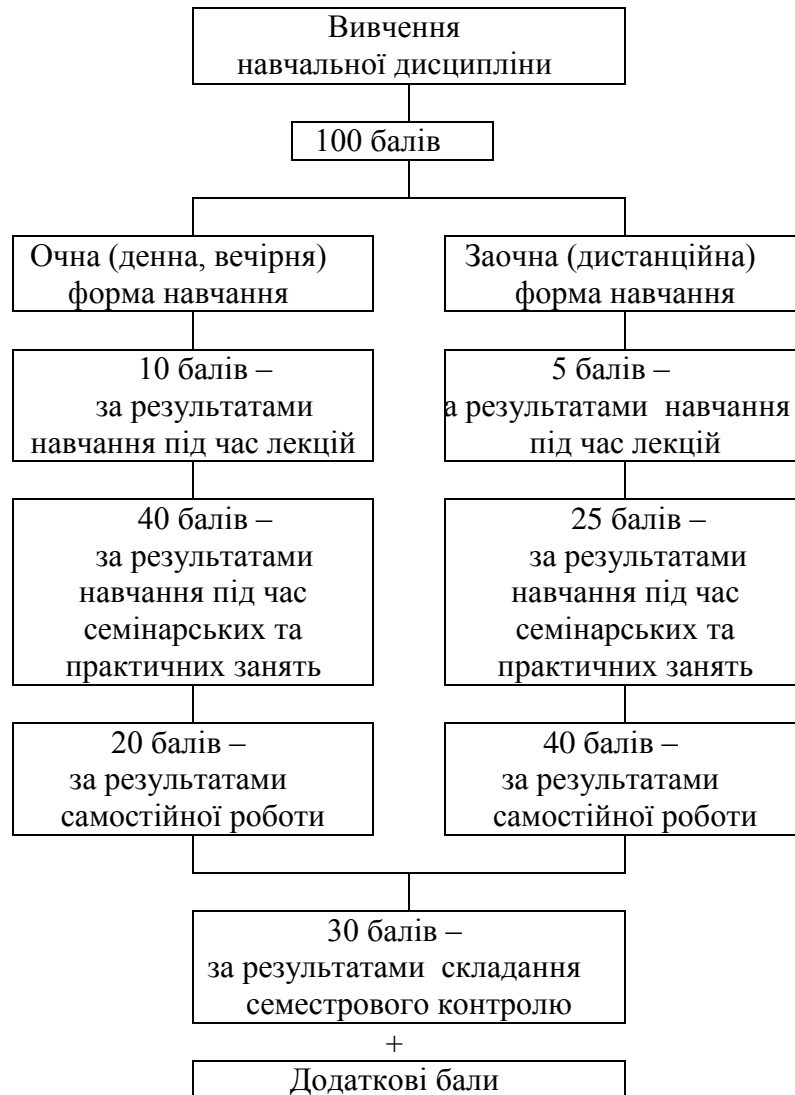 Вивчення
навчальної дисципліни
100 балів
Очна (денна, вечірня)
форма навчання
Заочна (дистанційна)
форма навчання
10 балів –
за результатами
навчання під час лекцій
5 балів –
а результатами навчання
під час лекцій
40 балів –
за результатами
навчання під час
семінарських та
практичних занять
25 балів –
за результатами
навчання під час
семінарських та
практичних занять
20 балів –
за результатами
самостійної роботи
40 балів –
за результатами
самостійної роботи
30 балів –
за результатами складання
семестрового контролю
+
Додаткові бали